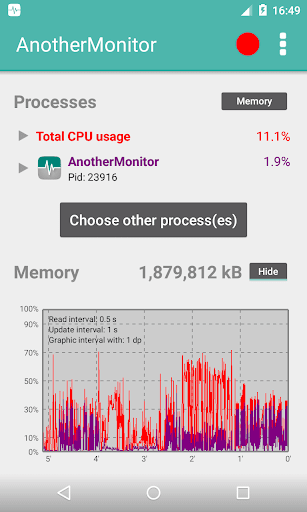 16:49
AnotherMonitor
Processes
Memory
Total CPU usage 11.1%
AnotherMonitor 1.9%
Pid: 23916
Choose other process(es)
Memory 1,879,812 kB Hide
100%
90%
Read interval: 0.5 s
Update interval: 1 s
Graphic interval with: 1 dp
70%
50%
30%
10%
0%
5' 4' 3' 2' 1' 0'